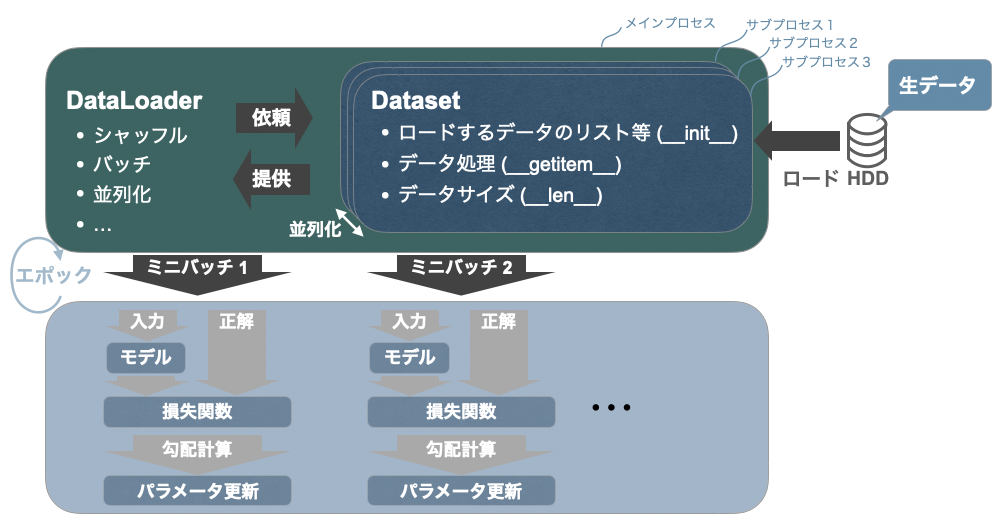 メインプロセス
サブプロセス1
サブプロセス2
サブプロセス3
生データ
DataLoader
• シャッフル
• バッチ
• 並列化
• …
依頼
提供
Dataset
• ロードするデータのリスト等 (__init__)
• データ処理 (__getitem__)
• データサイズ (__len__)
並列化
ロード HDD
エポック
ミニバッチ 1
ミニバッチ 2
入力
正解
モデル
損失関数
勾配計算
パラメータ更新
入力
正解
モデル
損失関数
勾配計算
パラメータ更新
• • •